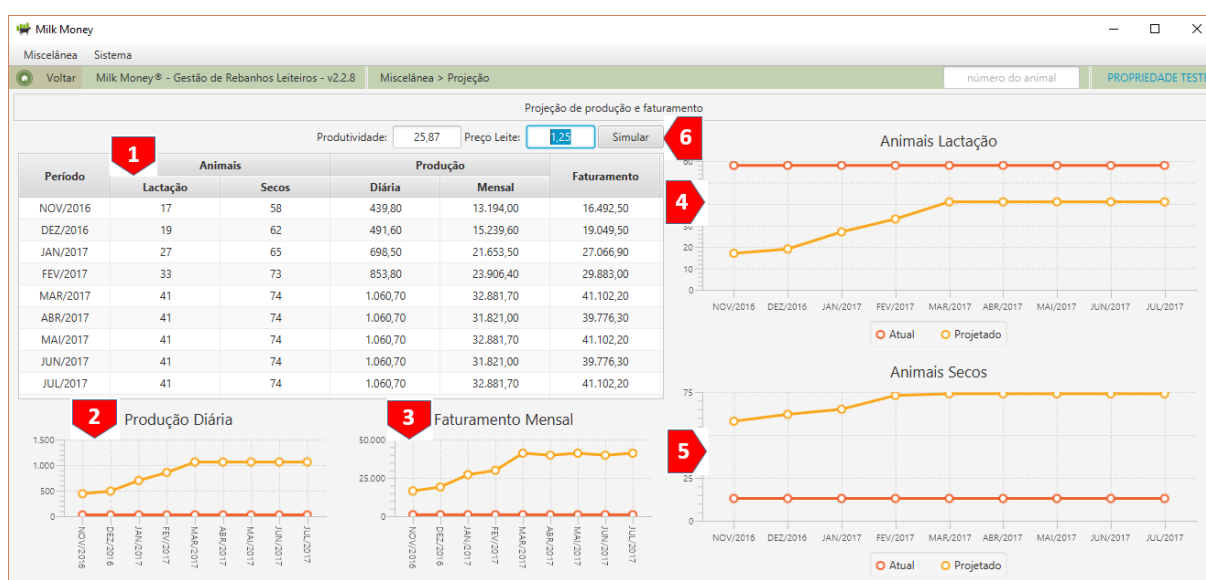 Milk Money
Miscelânea Sistema
Voltar Milk Money® - Gestão de Rebanhos Leiteiros - v2.2.8 Miscelânea > Projeção número do animal PROPRIEDADE TESTE
Projeção de produção e faturamento
Produtividade: 25,87 Preço Leite: 1,25 Simular 6
1
Período Animais Produção Faturamento
Lactação Secos Diária Mensal
NOV/2016 17 58 439,80 13.194,00 16.492,50
DEZ/2016 19 62 491,60 15.239,60 19.049,50
JAN/2017 27 65 698,50 21.653,50 27.066,90
FEV/2017 33 73 853,80 23.906,40 29.883,00
MAR/2017 41 74 1.060,70 32.881,70 41.102,20
ABR/2017 41 74 1.060,70 31.821,00 39.776,30
MAI/2017 41 74 1.060,70 32.881,70 41.102,20
JUN/2017 41 74 1.060,70 31.821,00 39.776,30
JUL/2017 41 74 1.060,70 32.881,70 41.102,20
Animais Lactação
60
4
20
10
0
NOV/2016 DEZ/2016 JAN/2017 FEV/2017 MAR/2017 ABR/2017 MAI/2017 JUN/2017 JUL/2017
Atual Projetado
2 Produção Diária
1.500
1.000
500
0
NOV/2016 DEZ/2016 JAN/2017 FEV/2017 MAR/2017 ABR/2017 MAI/2017 JUN/2017 JUL/2017
3 Faturamento Mensal
50.000
25.000
0
NOV/2016 DEZ/2016 JAN/2017 FEV/2017 MAR/2017 ABR/2017 MAI/2017 JUN/2017 JUL/2017
Animais Secos
75
5
25
0
NOV/2016 DEZ/2016 JAN/2017 FEV/2017 MAR/2017 ABR/2017 MAI/2017 JUN/2017 JUL/2017
Atual Projetado